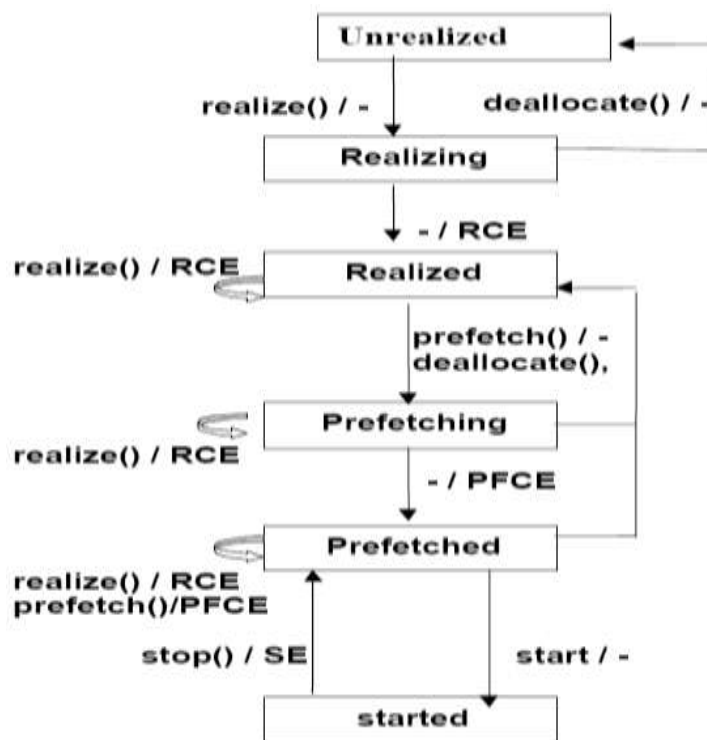 Unrealized
realize() / -
deallocate() / -
Realizing
- / RCE
realize() / RCE
Realized
prefetch() / -
deallocate(),
Prefetching
realize() / RCE
- / PFCE
Prefetched
realize() / RCE
prefetch()/PFCE
stop() / SE
start / -
started